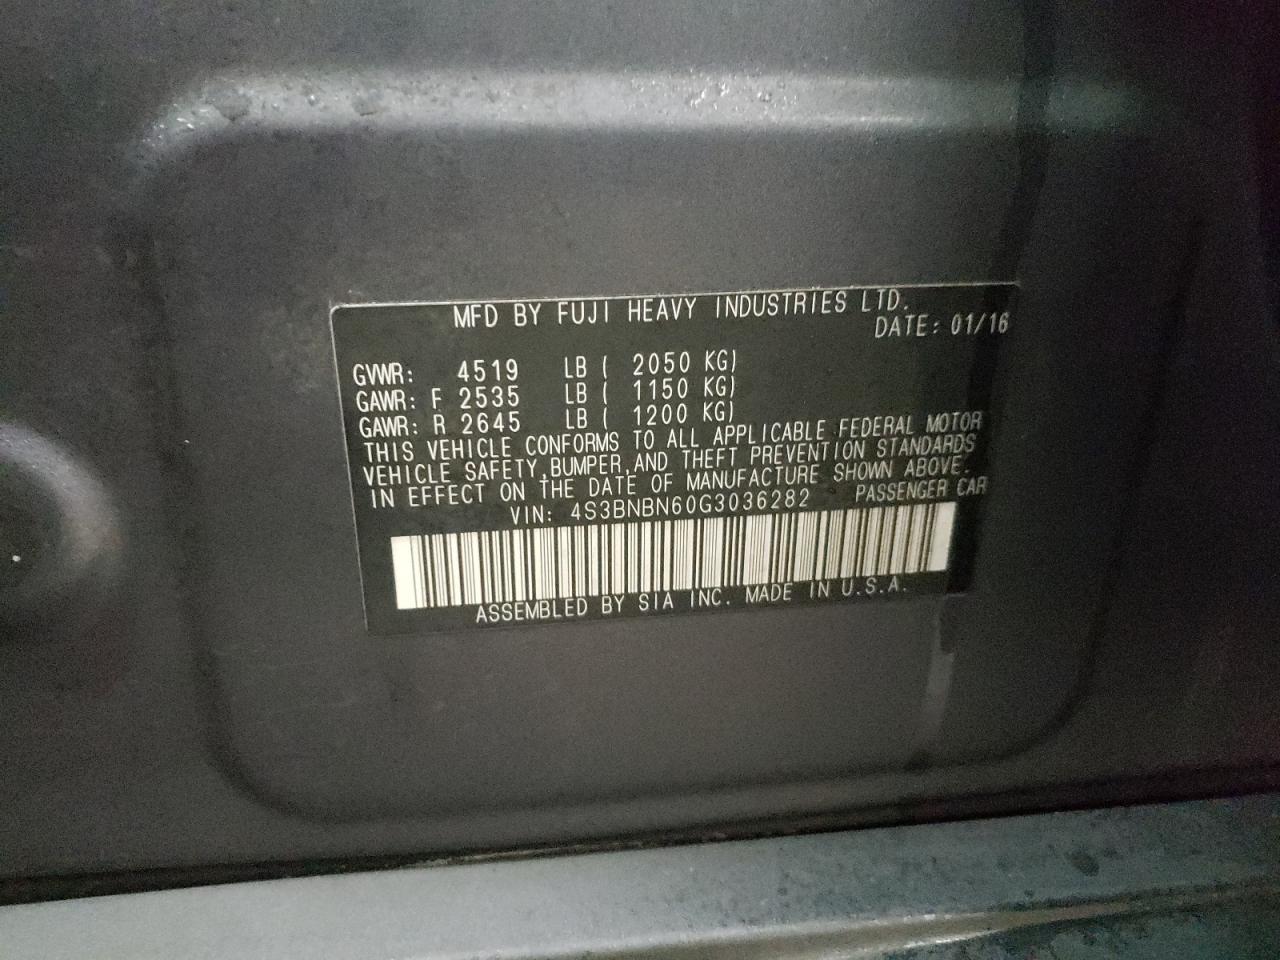 MFD BY FUJI HEAVY INDUSTRIES LTD.
DATE: 01/16
GVWR: 4519 LB ( 2050 KG)
GAWR: F 2535 LB ( 1150 KG)
GAWR: R 2645 LB ( 1200 KG)
THIS VEHICLE CONFORMS TO ALL APPLICABLE FEDERAL MOTOR
VEHICLE SAFETY,BUMPER,AND THEFT PREVENTION STANDARDS
IN EFFECT ON THE DATE OF MANUFACTURE SHOWN ABOVE.
VIN: 4S3BNBN60G3036282 PASSENGER CAR
ASSEMBLED BY SIA INC. MADE IN U.S.A.